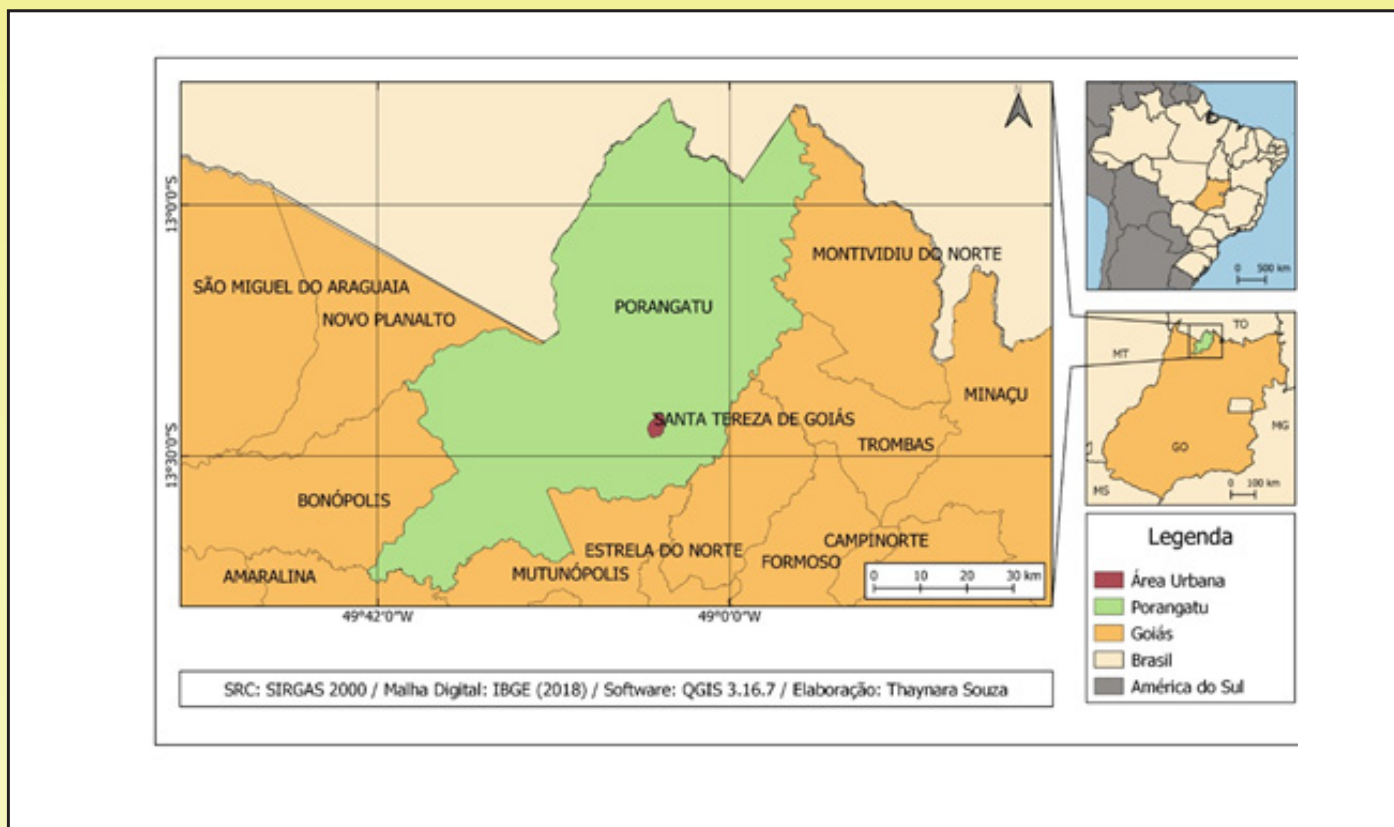 N
13°0'0"S
MONTIVIDIU DO NORTE
SÃO MIGUEL DO ARAGUAIA
NOVO PLANALTO
PORANGATU
MINAÇU
SANTA TEREZA DE GOIÁS
TROMBAS
13°30'0"S
BONÓPOLIS
CAMPINORTE
ESTRELA DO NORTE
FORMOSO
AMARALINA
MUTUNÓPOLIS
0 10 20 30 km
49°42'0"W
49°0'0"W
0 500 km
TO
MT
MG
GO
MS
0 100 km
Legenda
Área Urbana
Porangatu
Goiás
Brasil
América do Sul
SRC: SIRGAS 2000 / Malha Digital: IBGE (2018) / Software: QGIS 3.16.7 / Elaboração: Thaynara Souza